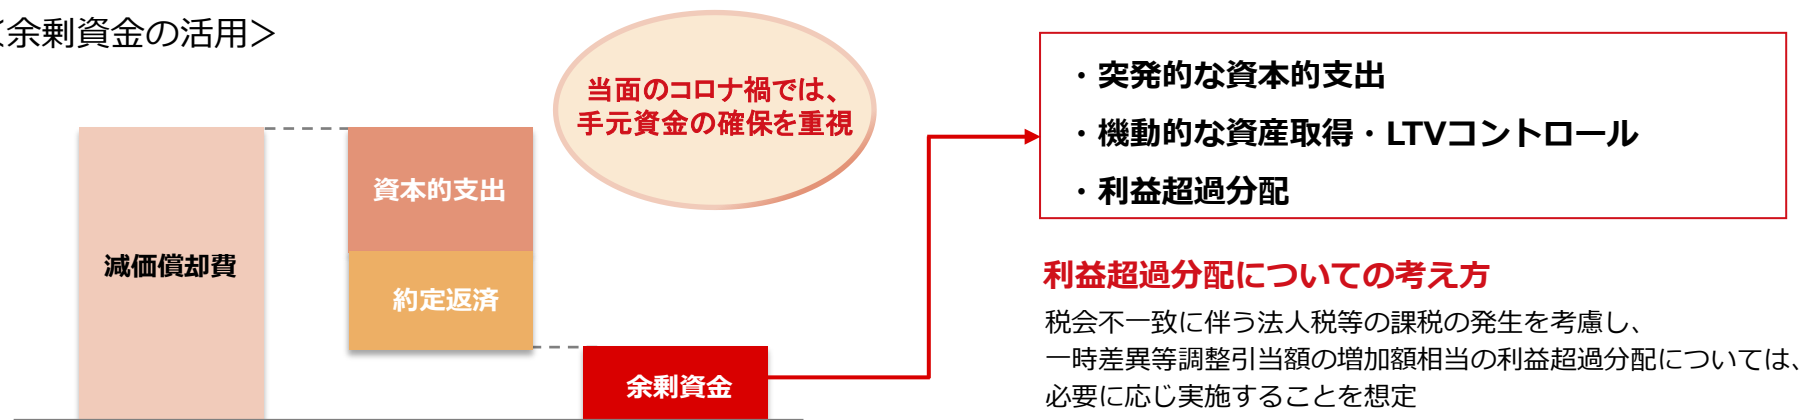 ＜余剰資金の活用＞
当面のコロナ禍では、
手元資金の確保を重視
減価償却費
資本的支出
約定返済
余剰資金
・突発的な資本的支出
・機動的な資産取得・LTVコントロール
・利益超過分配
利益超過分配についての考え方
税会不一致に伴う法人税等の課税の発生を考慮し、
一時差異等調整引当額の増加額相当の利益超過分配については、
必要に応じ実施することを想定